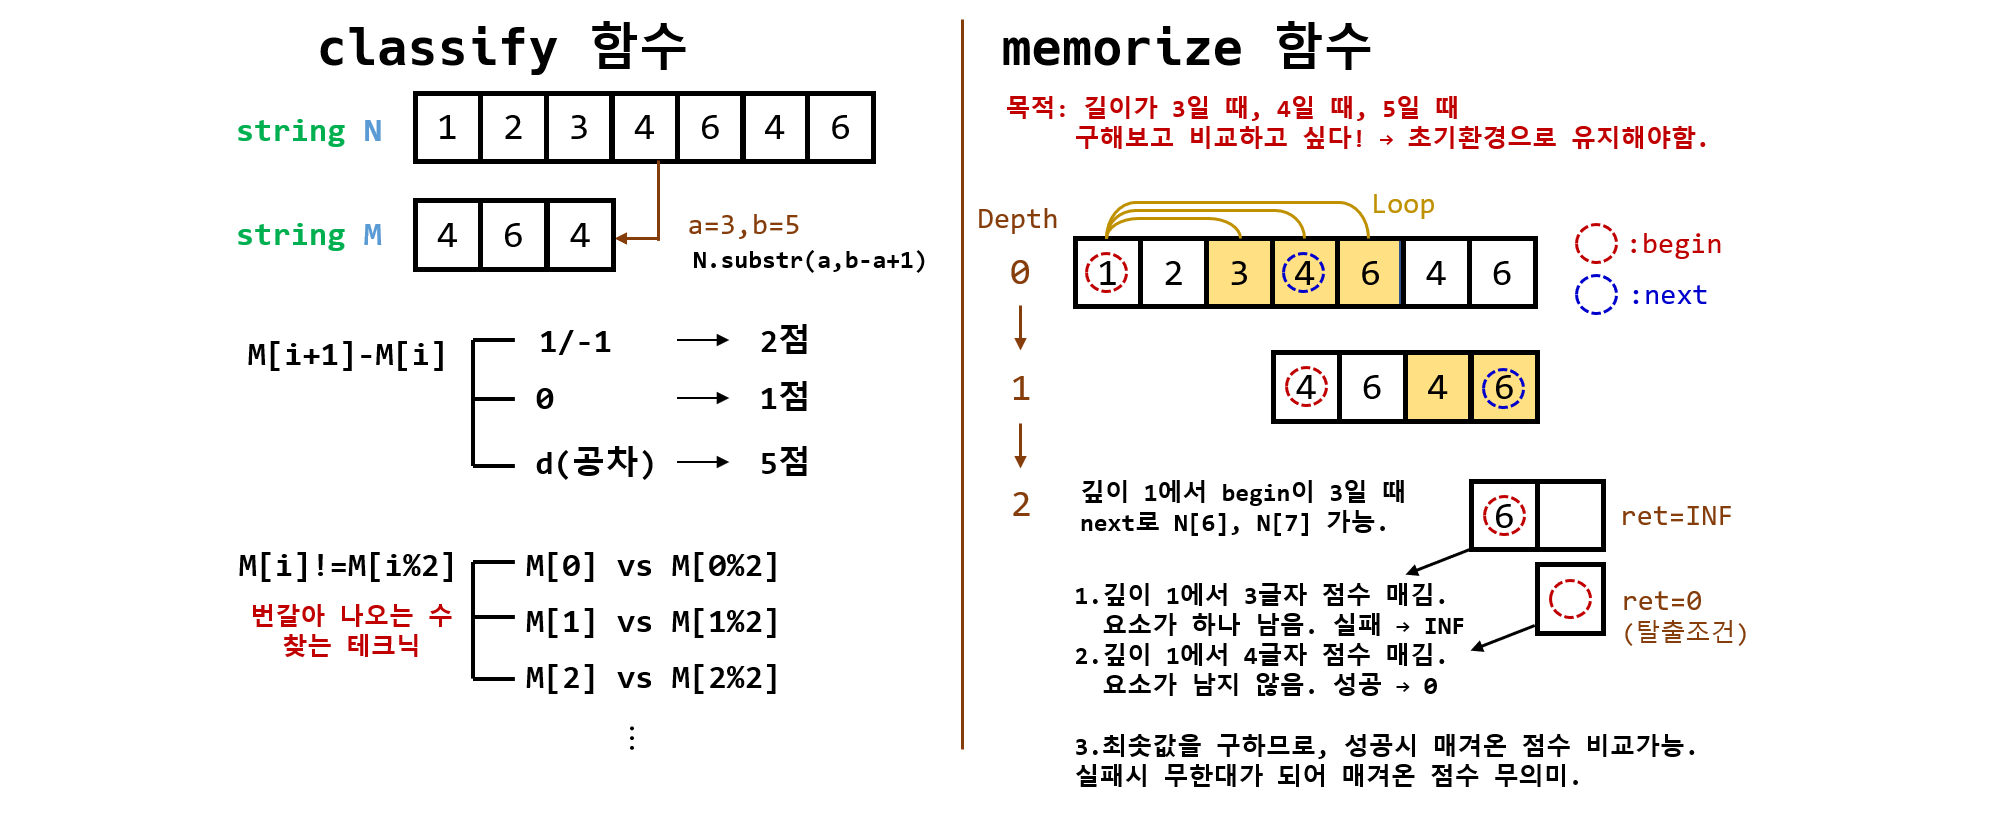 classify 함수
string N
1 2 3 4 6 4 6
string M
4 6 4
a=3,b=5
N.substr(a,b-a+1)
M[i+1]-M[i]
1/-1 → 2점
0 → 1점
d(공차) → 5점
M[i]!=M[i%2]
번갈아 나오는 수
찾는 테크닉
M[0] vs M[0%2]
M[1] vs M[1%2]
M[2] vs M[2%2]
⋮
memorize 함수
목적: 길이가 3일 때, 4일 때, 5일 때
구해보고 비교하고 싶다! → 초기환경으로 유지해야함.
Loop
Depth
0
1 2 3 4 6 4 6
:begin
:next
1
4 6 4 6
2
깊이 1에서 begin이 3일 때
next로 N[6], N[7] 가능.
6
ret=INF
ret=0
(탈출조건)
1.깊이 1에서 3글자 점수 매김.
요소가 하나 남음. 실패 → INF
2.깊이 1에서 4글자 점수 매김.
요소가 남지 않음. 성공 → 0
3.최솟값을 구하므로, 성공시 매겨온 점수 비교가능.
실패시 무한대가 되어 매겨온 점수 무의미.